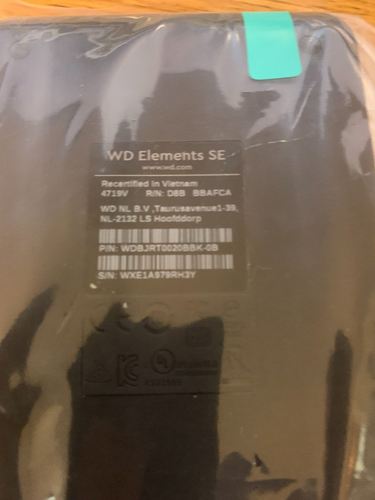 WD Elements SE
www.wd.com
Recertified in Vietnam
4719V R/N: D8B BBAFCA
WD NL B.V ,Taurusavenue1-39,
NL-2132 LS Hoofddorp
P/N: WDBJRT0020BBK-0B
S/N: WXE1A979RH3Y